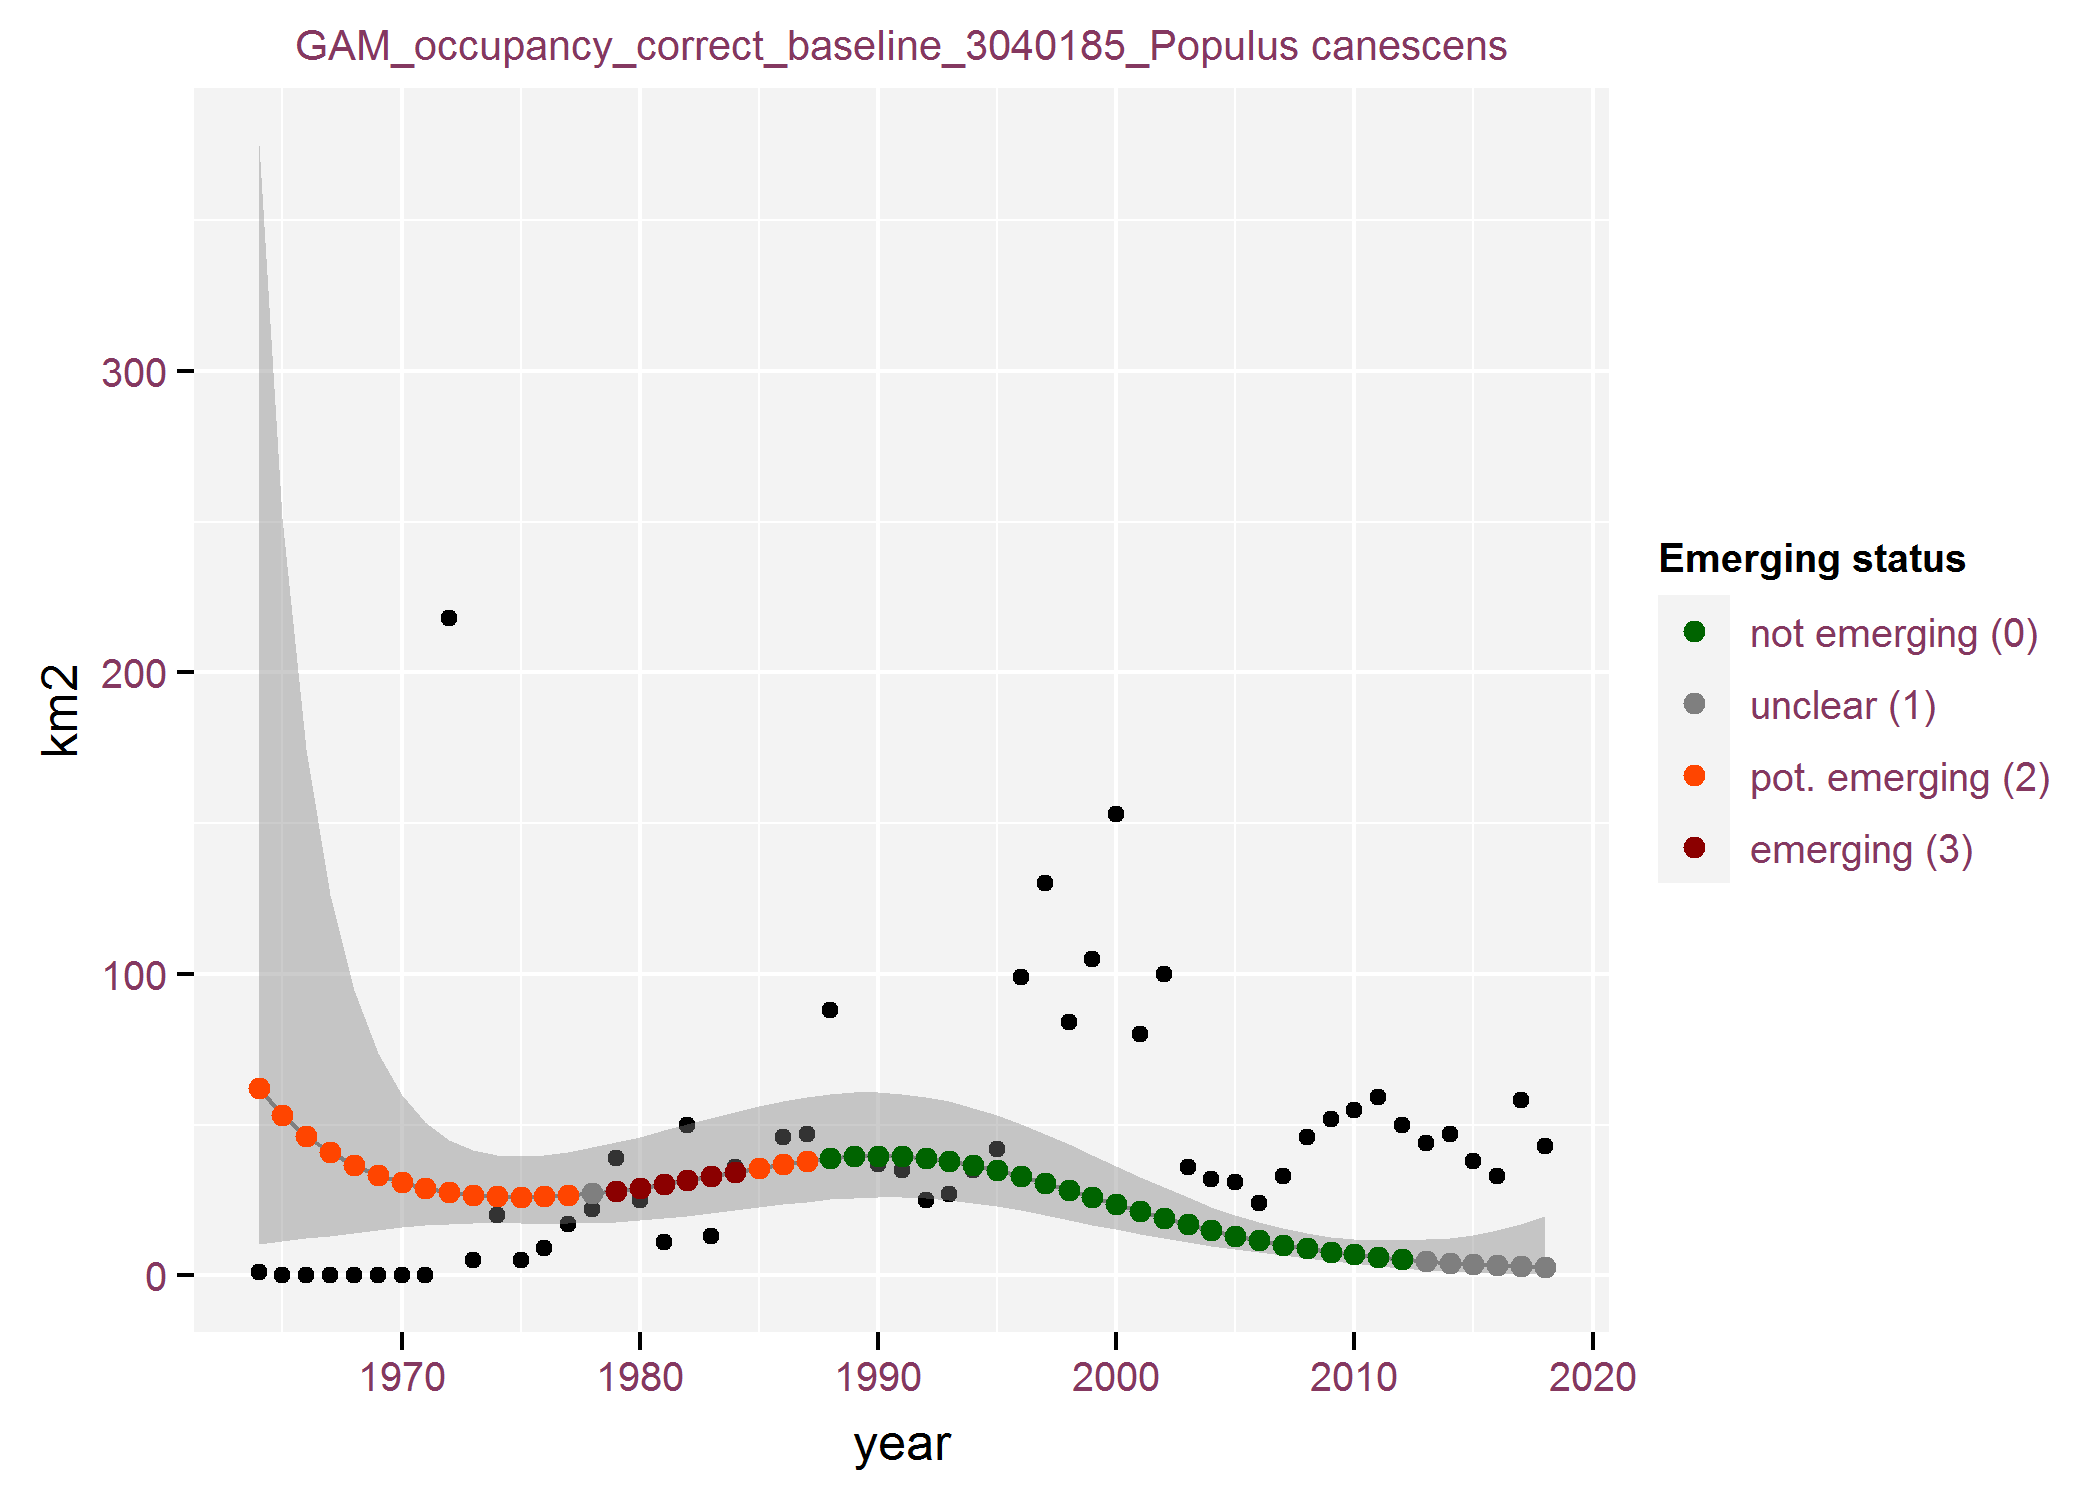 GAM_occupancy_correct_baseline_3040185_Populus canescens
300
200
100
0
km2
1970 1980 1990 2000 2010 2020
year
Emerging status
not emerging (0)
unclear (1)
pot. emerging (2)
emerging (3)